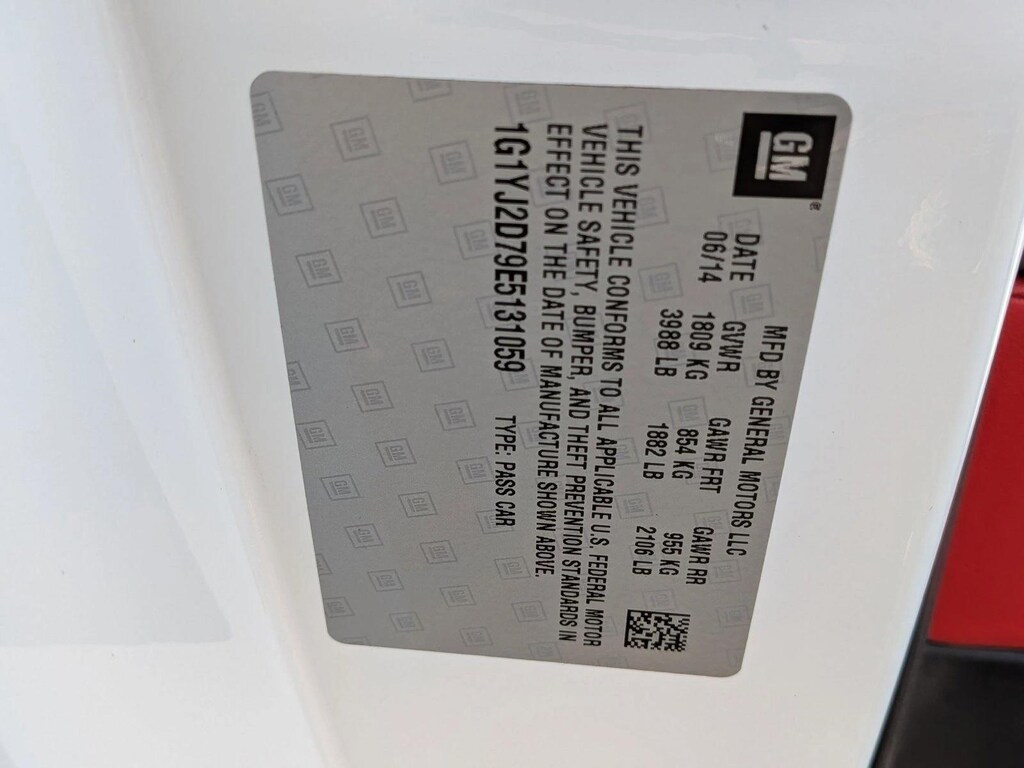 GM®
MFD BY GENERAL MOTORS LLC
DATE GVWR GAWR FRT GAWR RR
06/14 1809 KG 854 KG 955 KG
3988 LB 1882 LB 2106 LB
THIS VEHICLE CONFORMS TO ALL APPLICABLE U.S. FEDERAL MOTOR
VEHICLE SAFETY, BUMPER, AND THEFT PREVENTION STANDARDS IN
EFFECT ON THE DATE OF MANUFACTURE SHOWN ABOVE.
1G1YJ2D79E5131059 TYPE: PASS CAR